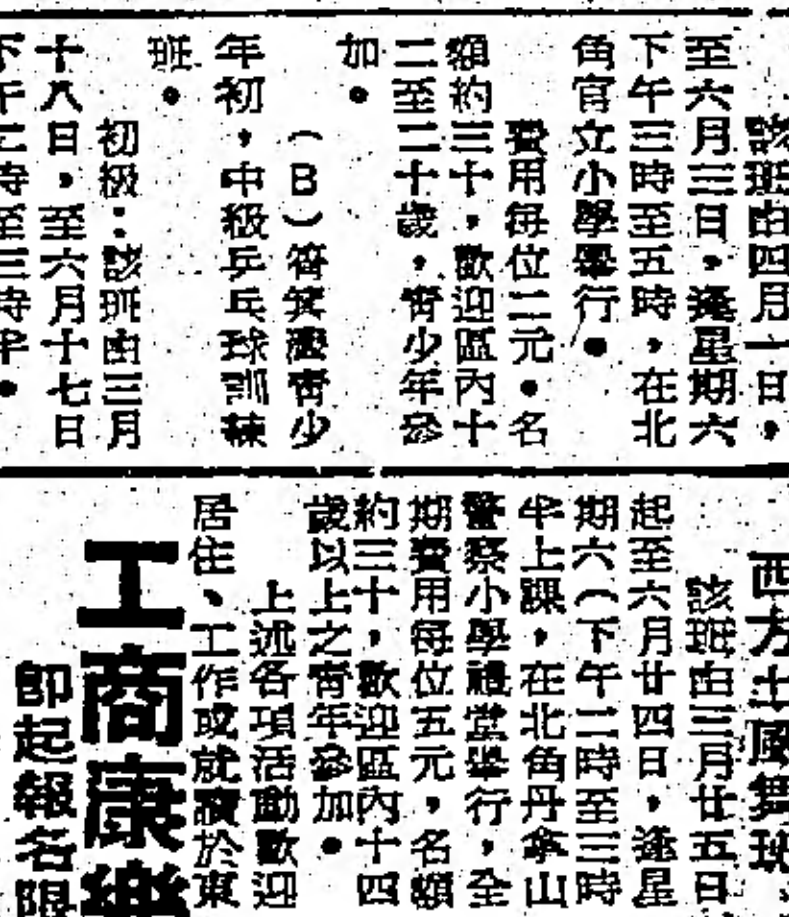 該班由四月一日，
至六月三日，逢星期六
下午三時至五時，在北
角官立小學舉行。
費用每位二元。名
額約三十，歡迎區內十
二至二十歲，青少年參
加。
（B）筲箕灣青少
年初，中級乒乓球訓練
班。
初級：該班由三月
十八日，至六月十七日
下午二時至三時半。
西方土風舞班：
該班由三月廿五日
起至六月廿四日，逢星
期六（下午二時至三時
半上課，在北角丹拿山
警察小學禮堂舉行，全
期費用每位五元，名額
約三十，歡迎區內十四
歲以上之青年參加。
上述各項活動歡迎
居住、工作或就讀於東
工商康樂
即起報名限